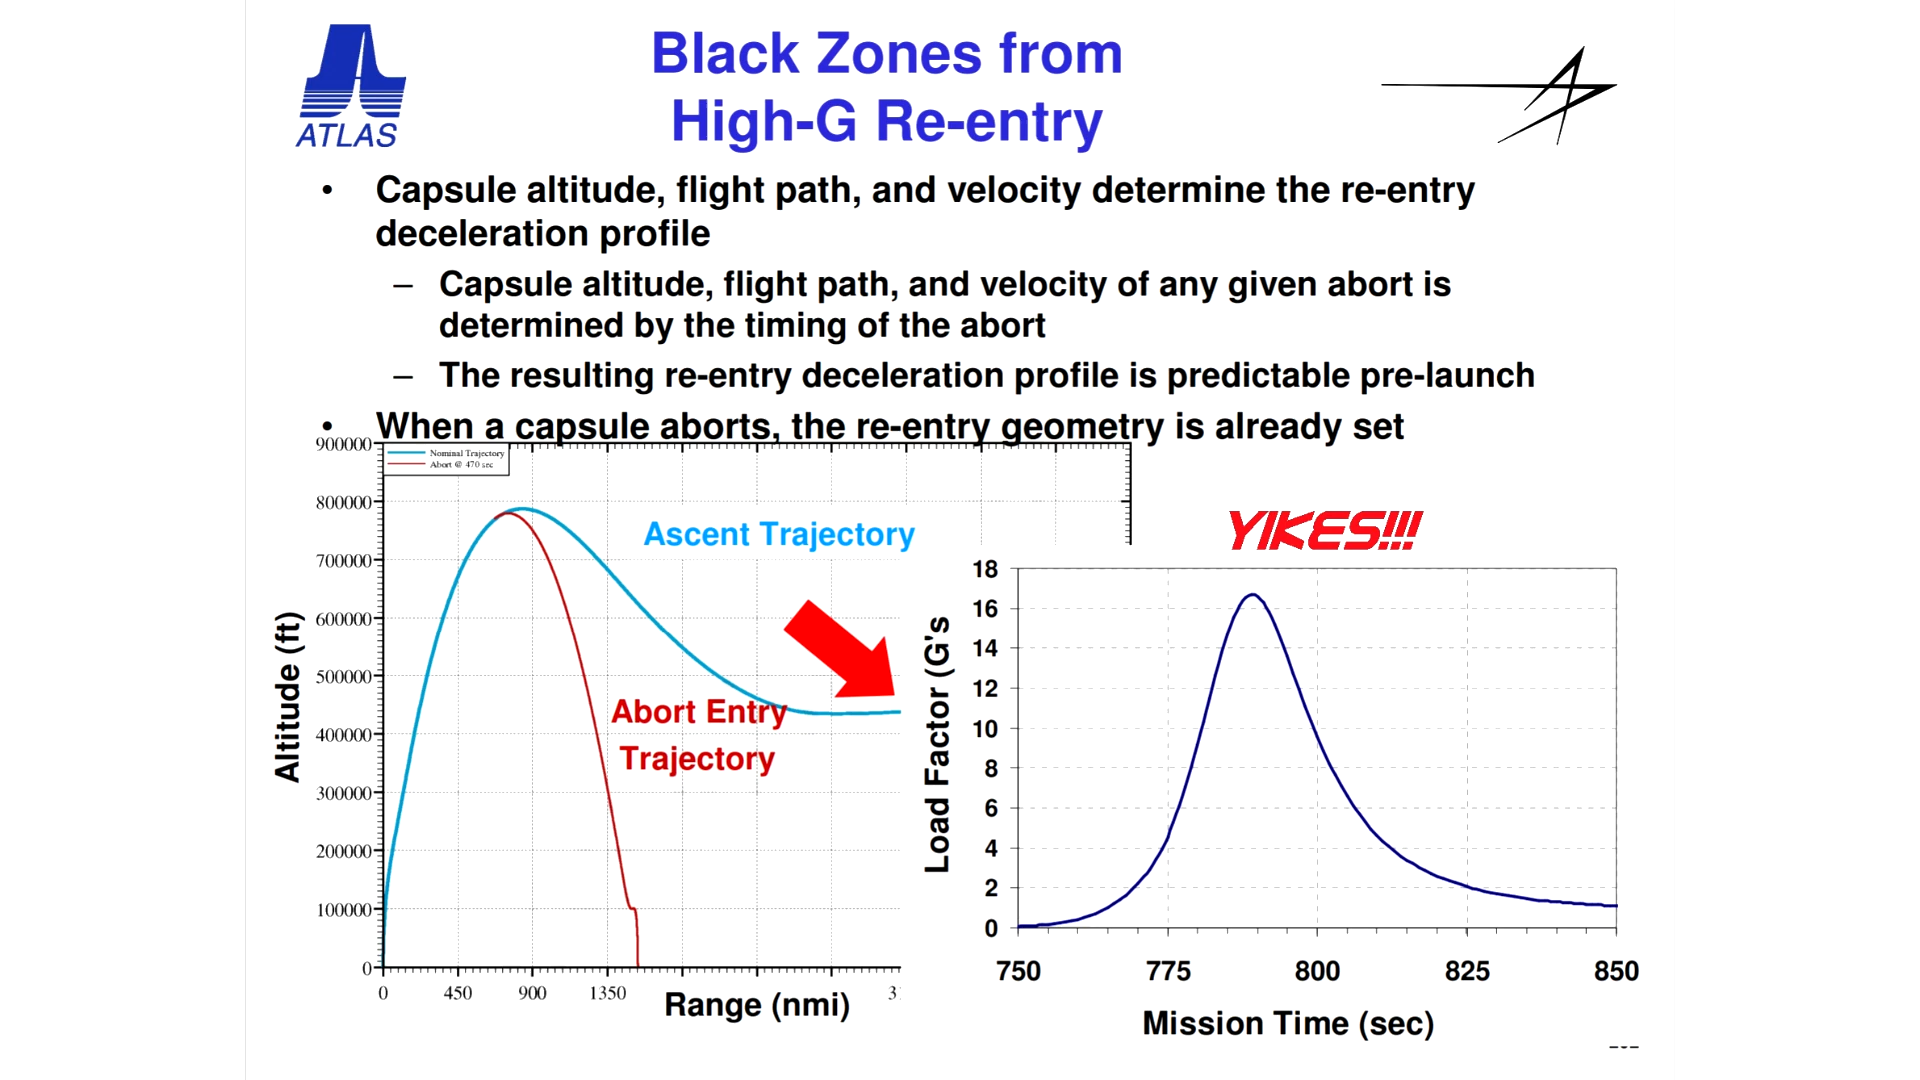 ATLAS
Black Zones from
High-G Re-entry
• Capsule altitude, flight path, and velocity determine the re-entry
deceleration profile
– Capsule altitude, flight path, and velocity of any given abort is
determined by the timing of the abort
– The resulting re-entry deceleration profile is predictable pre-launch
• When a capsule aborts, the re-entry geometry is already set
Nominal Trajectory
Abort @ 470 sec
900000
800000
700000
600000
500000
400000
300000
200000
100000
0
Altitude (ft)
Ascent Trajectory
Abort Entry
Trajectory
0 450 900 1350
Range (nmi)
YIKES!!!
18
16
14
12
10
8
6
4
2
0
Load Factor (G's
750 775 800 825 850
Mission Time (sec)